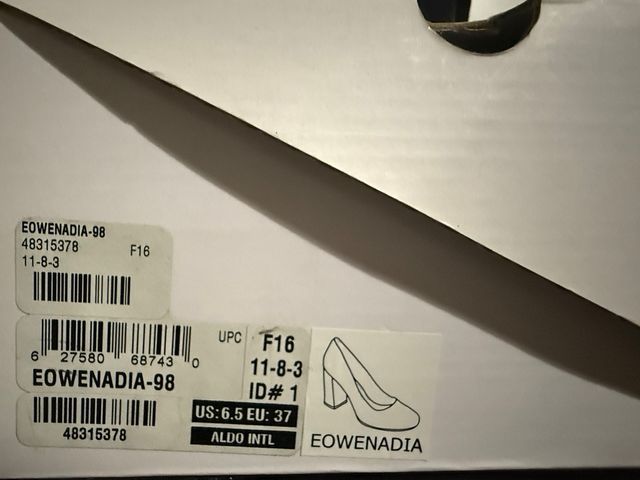 EOWENADIA-98
48315378 F16
11-8-3
UPC F16
6 27580 68743 0
11-8-3
EOWENADIA-98
ID# 1
US: 6.5 EU: 37
48315378
ALDO INTL
EOWENADIA